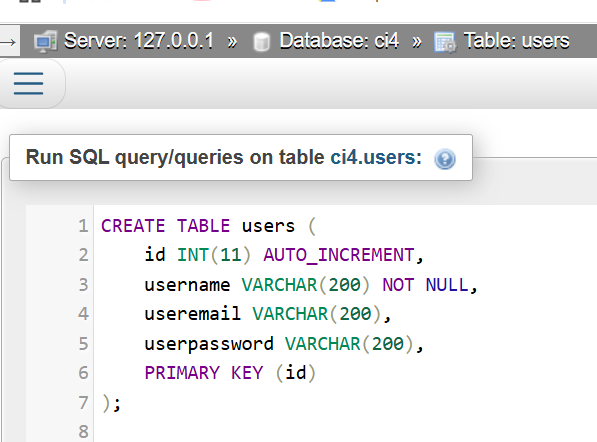 Server: 127.0.0.1 » Database: ci4 » Table: users
Run SQL query/queries on table ci4.users:
1 CREATE TABLE users (
2 id INT(11) AUTO_INCREMENT,
3 username VARCHAR(200) NOT NULL,
4 useremail VARCHAR(200),
5 userpassword VARCHAR(200),
6 PRIMARY KEY (id)
7 );
8